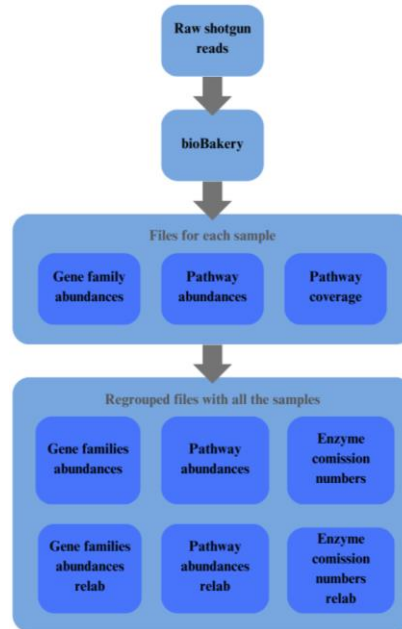 Raw shotgun
reads
bioBakery
Files for each sample
Gene family
abundances
Pathway
abundances
Pathway
coverage
Regrouped files with all the samples
Gene families
abundances
Pathway
abundances
Enzyme
comission
numbers
Gene families
abundances
relab
Pathway
abundances
relab
Enzyme
comission
numbers
relab